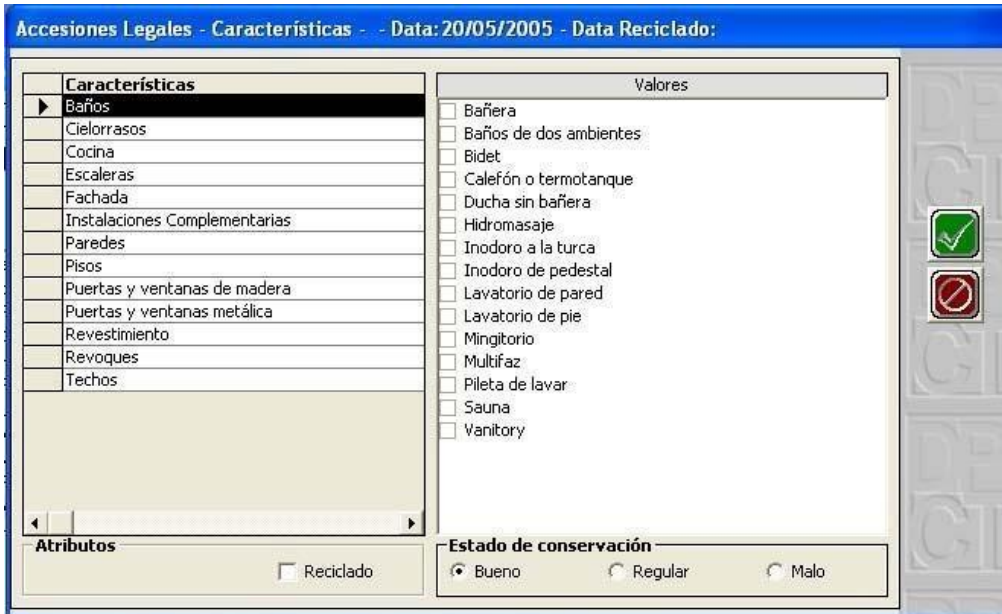 Accesiones Legales - Características - - Data: 20/05/2005 - Data Reciclado:
Características
Baños
Cielorrasos
Cocina
Escaleras
Fachada
Instalaciones Complementarias
Paredes
Pisos
Puertas y ventanas de madera
Puertas y ventanas metálica
Revestimiento
Revoques
Techos
Valores
Bañera
Baños de dos ambientes
Bidet
Calefón o termotanque
Ducha sin bañera
Hidromasaje
Inodoro a la turca
Inodoro de pedestal
Lavatorio de pared
Lavatorio de pie
Mingitorio
Multifaz
Pileta de lavar
Sauna
Vanitory
Atributos
Reciclado
Estado de conservación
Bueno Regular Malo